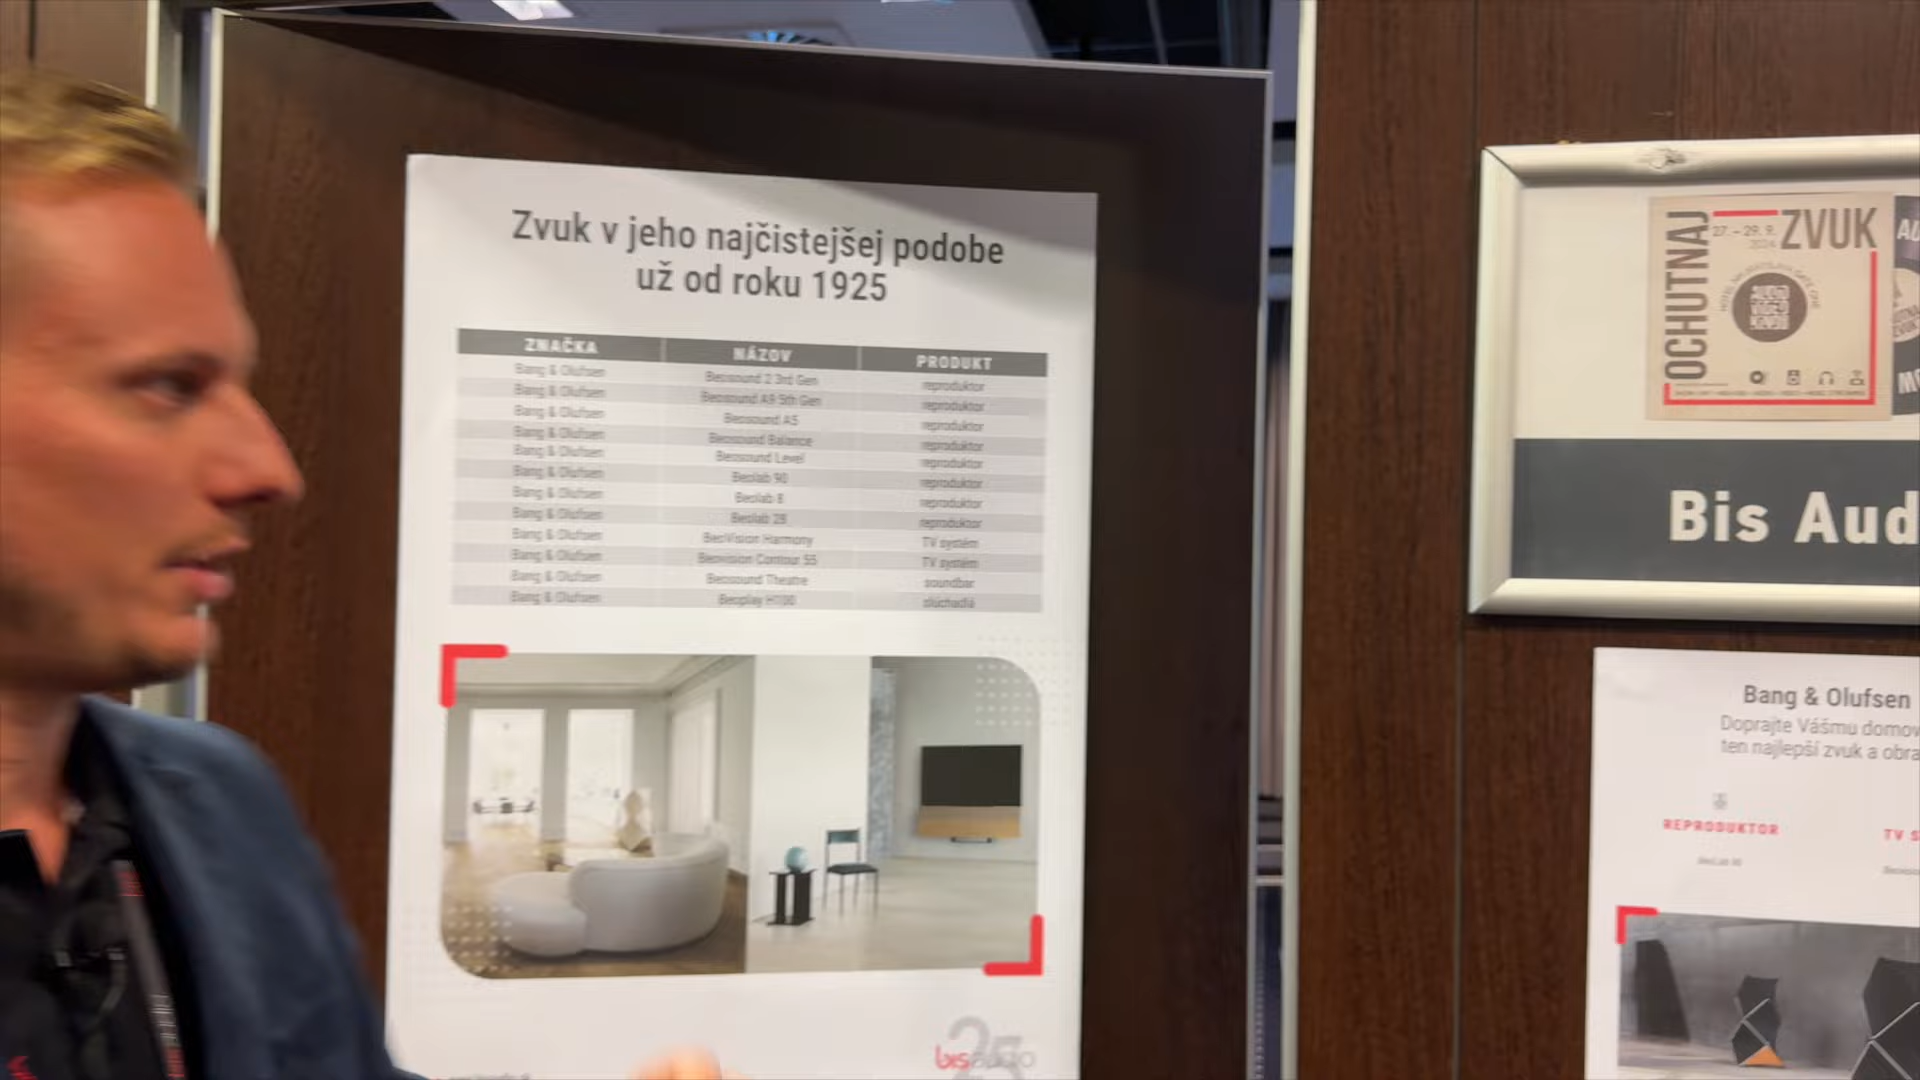 Zvuk v jeho najčistejšej podobe
už od roku 1925
ZNAČKA NÁZOV PRODUKT
Bang & Olufsen Beosound 2 3rd Gen reproduktor
Bang & Olufsen Beosound A9 5th Gen reproduktor
Bang & Olufsen Beosound A5 reproduktor
Bang & Olufsen Beosound Balance reproduktor
Bang & Olufsen Beosound Level reproduktor
Bang & Olufsen Beolab 90 reproduktor
Bang & Olufsen Beolab 8 reproduktor
Bang & Olufsen Beolab 28 reproduktor
Bang & Olufsen BeoVision Harmony TV systém
Bang & Olufsen Beovision Contour 55 TV systém
Bang & Olufsen Beosound Theatre soundbar
Bang & Olufsen Beoplay H100 slúchadlá
25
bis audio
OCHUTNAJ
27. – 29. 9.
2024
ZVUK
Bis Aud
Bang & Olufsen
Doprajte Vášmu domov
ten najlepší zvuk a obra
REPRODUKTOR
TV S
BeoLab 90